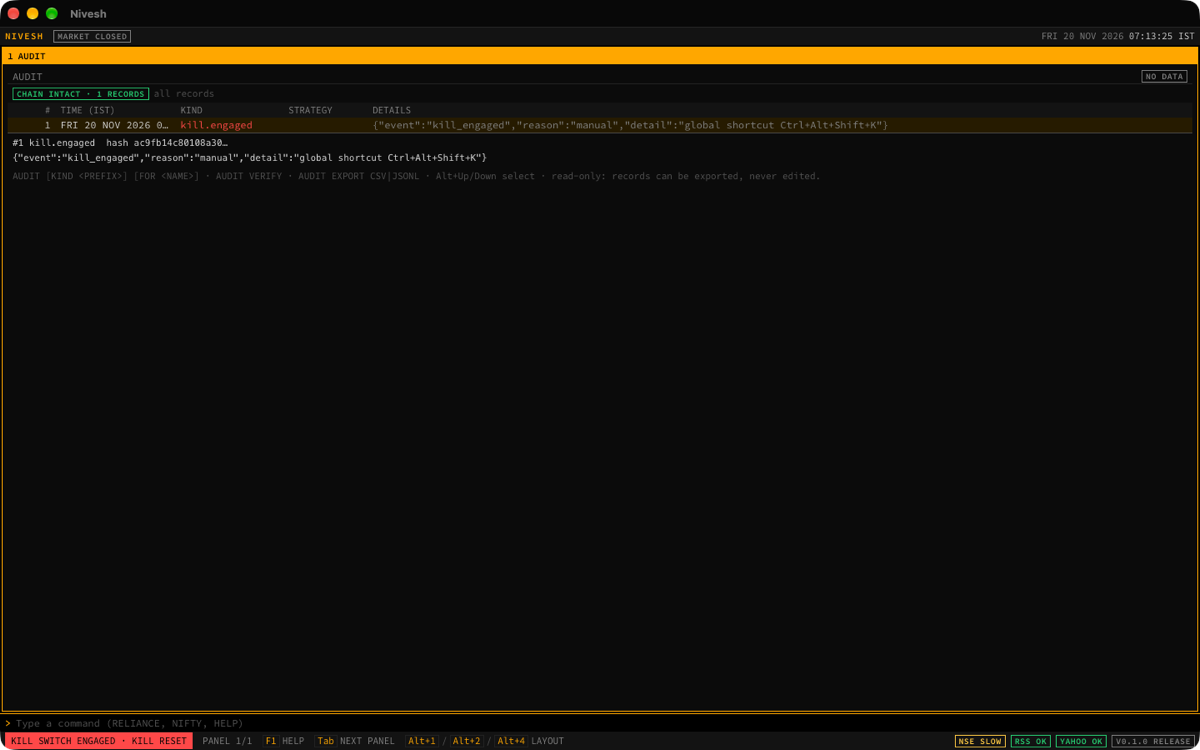 Nivesh
NIVESH MARKET CLOSED FRI 20 NOV 2026 07:13:25 IST
1 AUDIT
AUDIT NO DATA
CHAIN INTACT · 1 RECORDS all records
# TIME (IST) KIND STRATEGY DETAILS
1 FRI 20 NOV 2026 0… kill.engaged {"event":"kill_engaged","reason":"manual","detail":"global shortcut Ctrl+Alt+Shift+K"}
#1 kill.engaged hash ac9fb14c80108a30…
{"event":"kill_engaged","reason":"manual","detail":"global shortcut Ctrl+Alt+Shift+K"}
AUDIT [KIND <PREFIX>] [FOR <NAME>] · AUDIT VERIFY · AUDIT EXPORT CSV|JSONL · Alt+Up/Down select · read-only: records can be exported, never edited.
> Type a command (RELIANCE, NIFTY, HELP)
KILL SWITCH ENGAGED · KILL RESET PANEL 1/1 F1 HELP Tab NEXT PANEL Alt+1 / Alt+2 / Alt+4 LAYOUT NSE SLOW RSS OK YAHOO OK V0.1.0 RELEASE